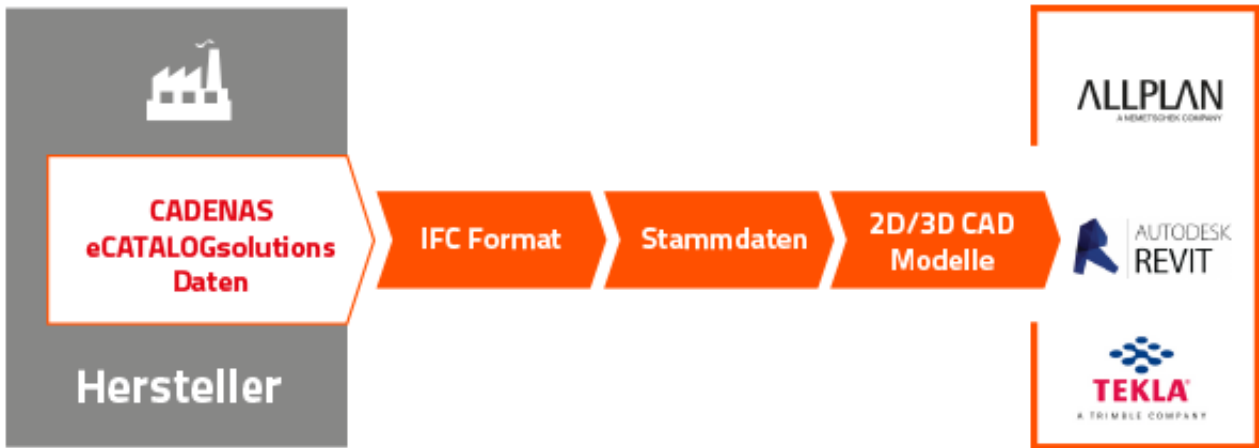 CADENAS
eCATALOGsolutions
Daten
Hersteller
IFC Format
Stammdaten
2D/3D CAD
Modelle
ALLPLAN
A NEMETSCHEK COMPANY
AUTODESK
REVIT
TEKLA®
A TRIMBLE COMPANY